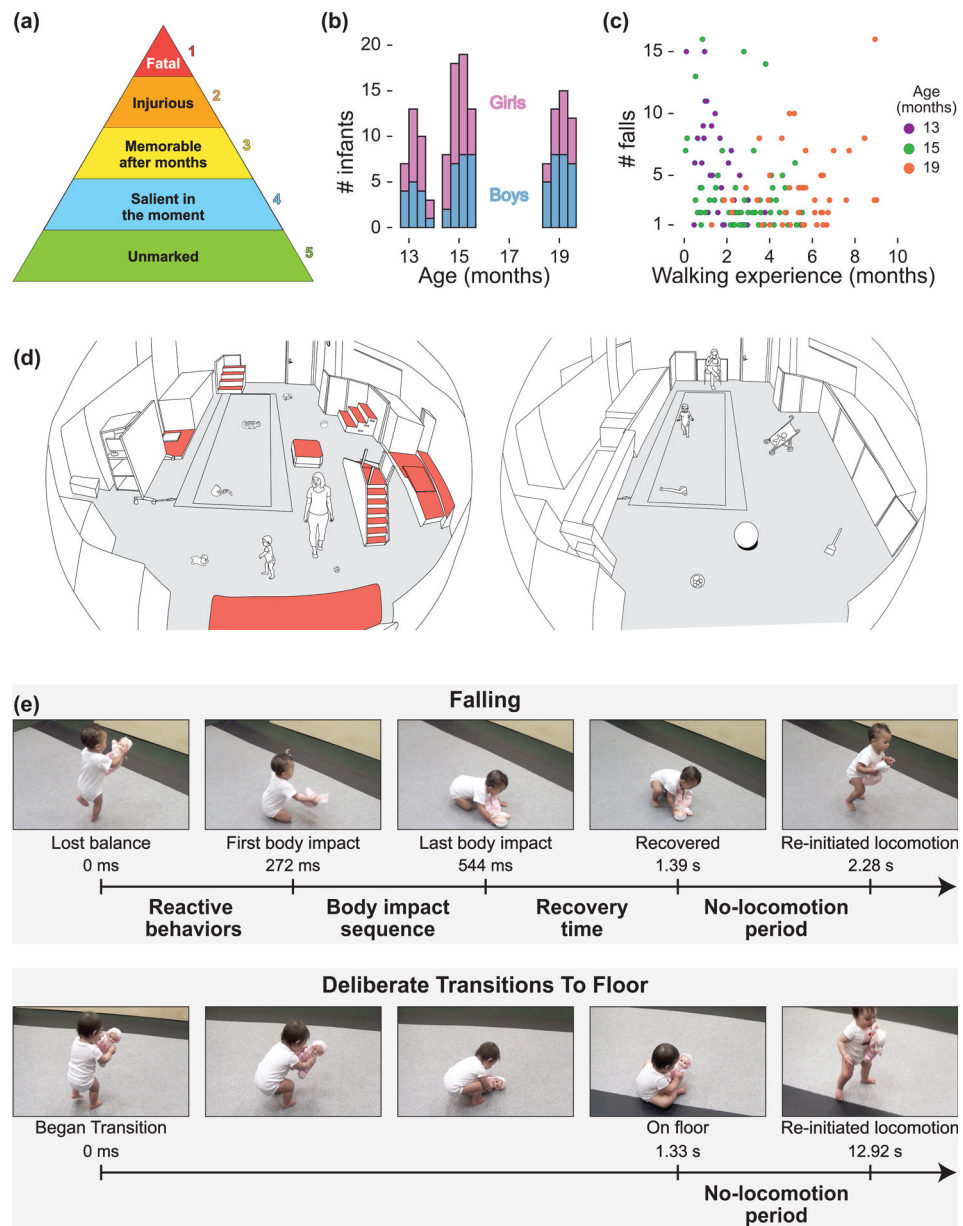 (a)
Fatal
1
Injurious
2
Memorable
after months
3
Salient in
the moment
4
Unmarked
5
(b)
20
15
10
5
0
# infants
Girls
Boys
13
15
17
19
Age (months)
(c)
15
10
5
1
# falls
0
2
4
6
8
10
Walking experience (months)
Age
(months)
13
15
19
(d)
(e)
Falling
Lost balance
First body impact
Last body impact
Recovered
Re-initiated locomotion
0 ms
272 ms
544 ms
1.39 s
2.28 s
Reactive
behaviors
Body impact
sequence
Recovery
time
No-locomotion
period
Deliberate Transitions To Floor
Began Transition
On floor
Re-initiated locomotion
0 ms
1.33 s
12.92 s
No-locomotion
period